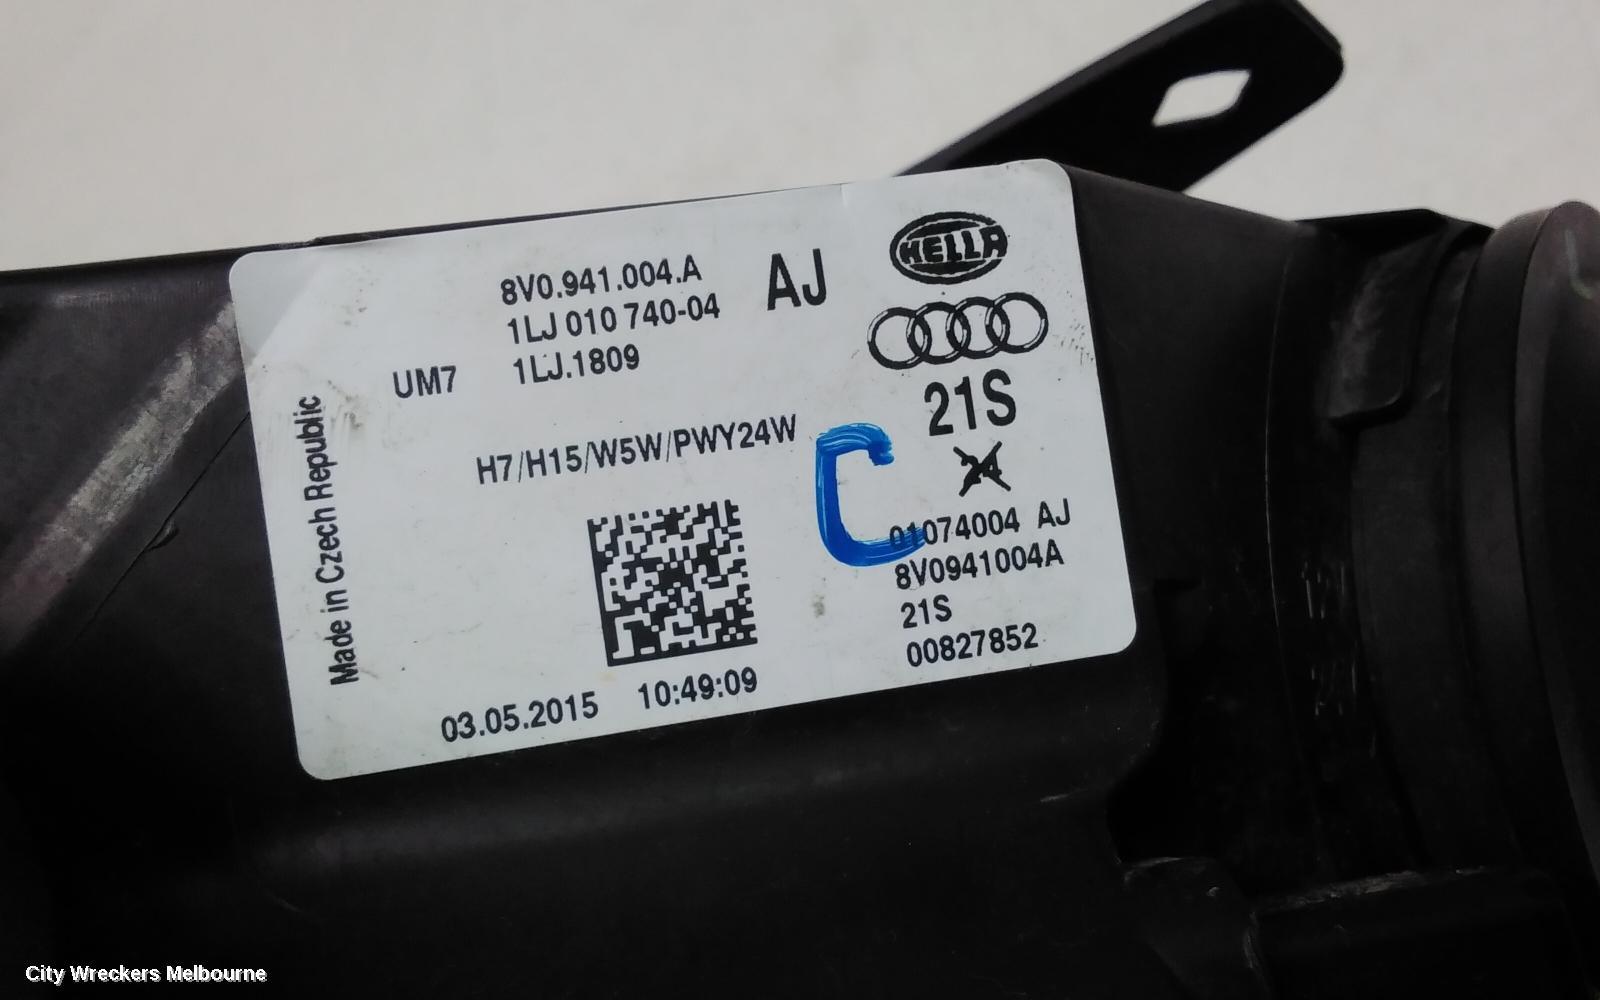 8V0.941.004.A
1LJ 010 740-04
UM7 1LJ.1809
AJ
HELLA
21S
H7/H15/W5W/PWY24W
C
24
01074004 AJ
8V0941004A
21S
00827852
Made in Czech Republic
03.05.2015 10:49:09
City Wreckers Melbourne